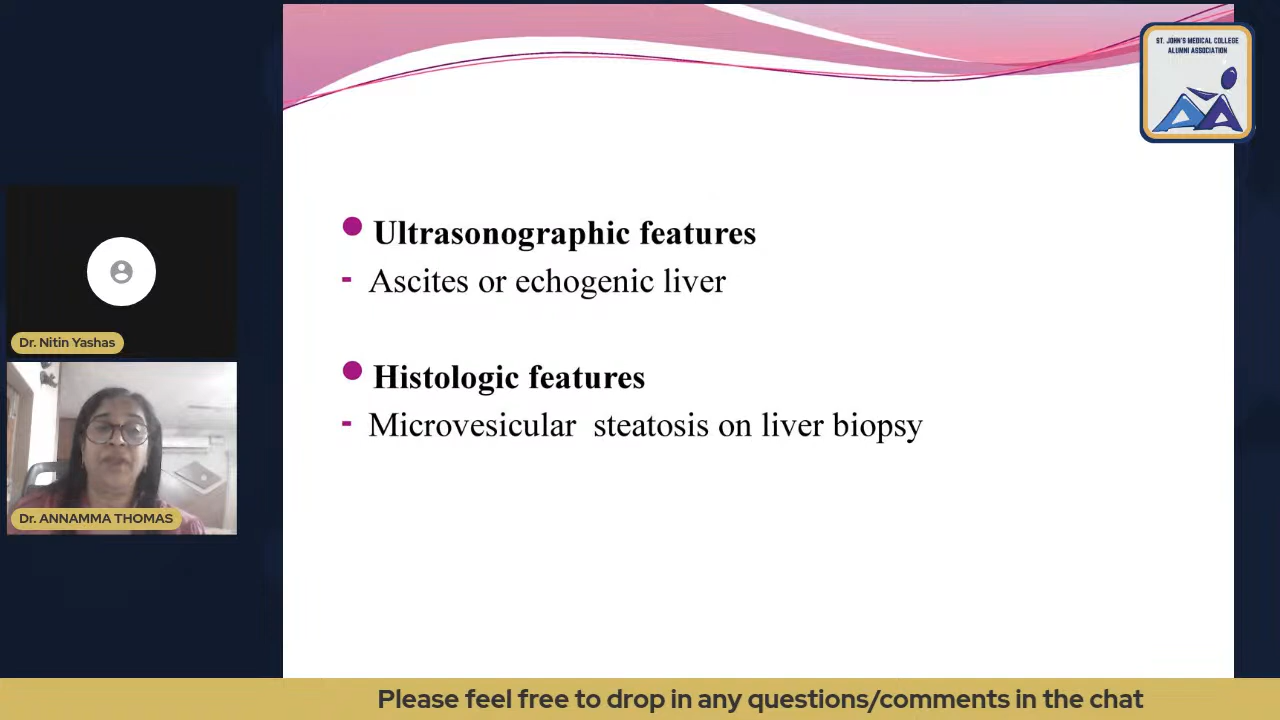 ST. JOHN'S MEDICAL COLLEGE
ALUMNI ASSOCIATION
Ultrasonographic features
- Ascites or echogenic liver
Histologic features
- Microvesicular steatosis on liver biopsy
Dr. Nitin Yashas
Dr. ANNAMMA THOMAS
Please feel free to drop in any questions/comments in the chat